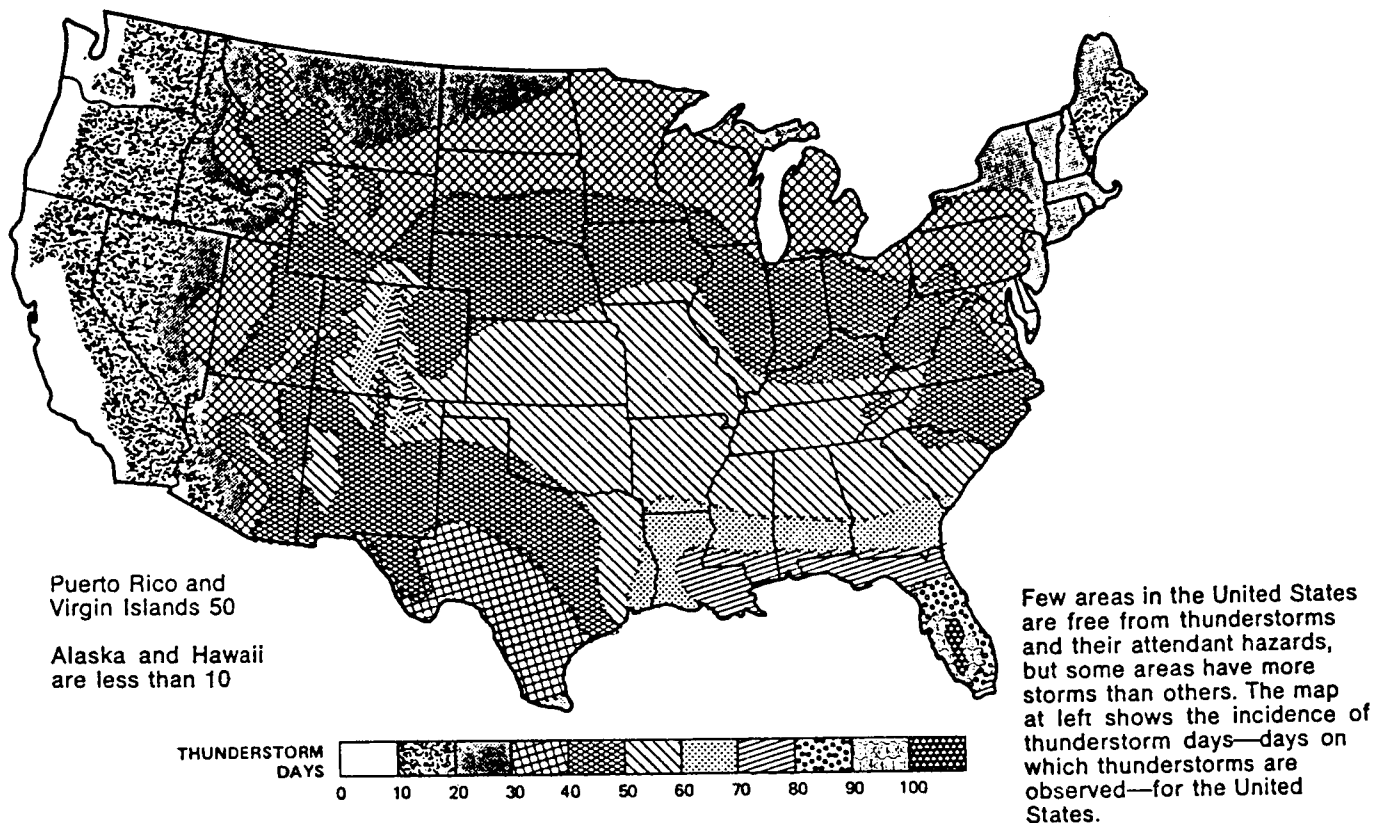 Puerto Rico and
Virgin Islands 50
Alaska and Hawaii
are less than 10
THUNDERSTORM
DAYS
0 10 20 30 40 50 60 70 80 90 100
Few areas in the United States
are free from thunderstorms
and their attendant hazards,
but some areas have more
storms than others. The map
at left shows the incidence of
thunderstorm days—days on
which thunderstorms are
observed—for the United
States.